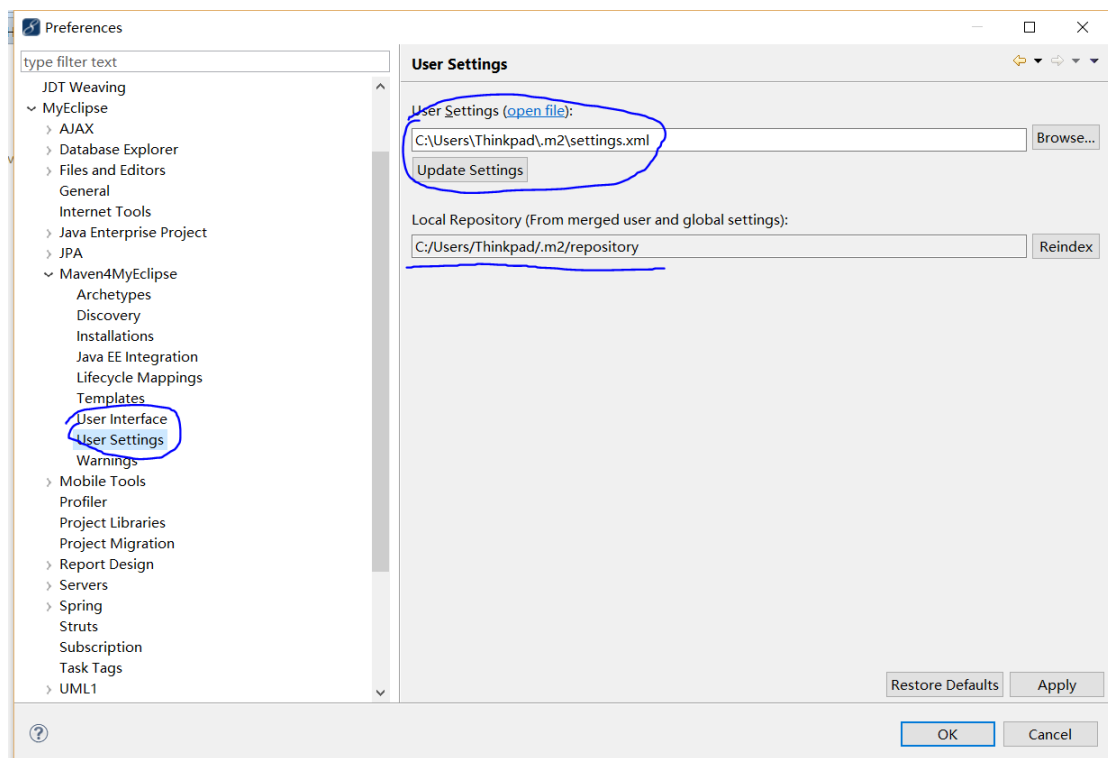 Preferences
type filter text
JDT Weaving
MyEclipse
AJAX
Database Explorer
Files and Editors
General
Internet Tools
Java Enterprise Project
JPA
Maven4MyEclipse
Archetypes
Discovery
Installations
Java EE Integration
Lifecycle Mappings
Templates
User Interface
User Settings
Warnings
Mobile Tools
Profiler
Project Libraries
Project Migration
Report Design
Servers
Spring
Struts
Subscription
Task Tags
UML1
User Settings
User Settings (open file):
C:\Users\Thinkpad\.m2\settings.xml
Browse...
Update Settings
Local Repository (From merged user and global settings):
C:/Users/Thinkpad/.m2/repository
Reindex
Restore Defaults
Apply
?
OK
Cancel